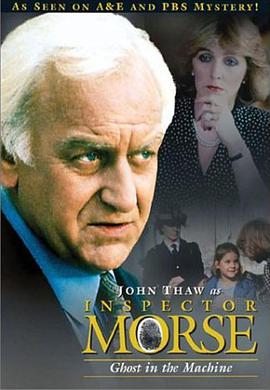 AS SEEN ON A&E AND PBS MYSTERY!
JOHN THAW as
INSPECTOR
MORSE
Ghost in the Machine